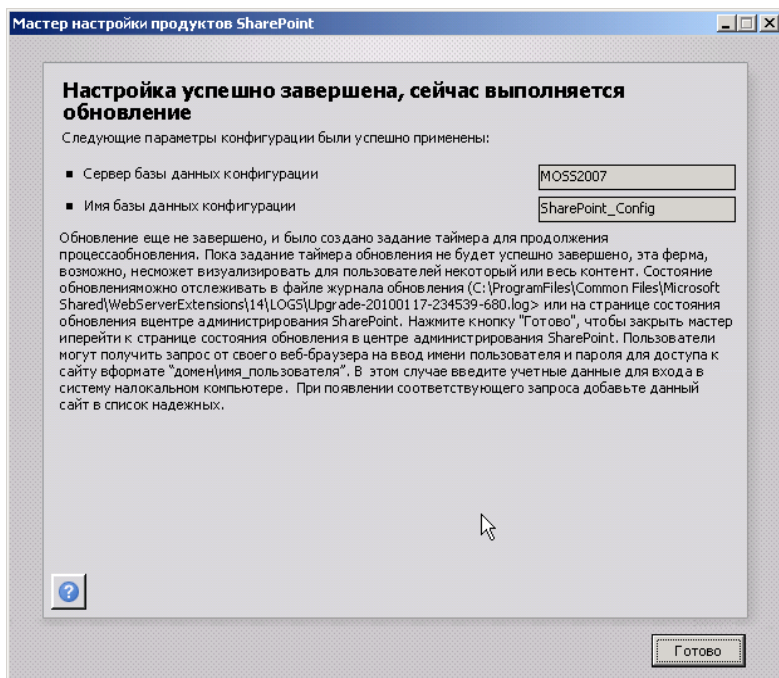 Мастер настройки продуктов SharePoint
Настройка успешно завершена, сейчас выполняется
обновление
Следующие параметры конфигурации были успешно применены:
Сервер базы данных конфигурации
MOSS2007
Имя базы данных конфигурации
SharePoint_Config
Обновление еще не завершено, и было создано задание таймера для продолжения
процессаобновления. Пока задание таймера обновления не будет успешно завершено, эта ферма,
возможно, несможет визуализировать для пользователей некоторый или весь контент. Состояние
обновленияможно отслеживать в файле журнала обновления (C:\ProgramFiles\Common Files\Microsoft
Shared\WebServerExtensions\14\LOGS\Upgrade-20100117-234539-680.log> или на странице состояния
обновления вцентре администрирования SharePoint. Нажмите кнопку "Готово", чтобы закрыть мастер
иперейти к странице состояния обновления в центре администрирования SharePoint. Пользователи
могут получить запрос от своего веб-браузера на ввод имени пользователя и пароля для доступа к
сайту вформате "домен\имя_пользователя". В этом случае введите учетные данные для входа в
систему налокальном компьютере. При появлении соответствующего запроса добавьте данный
сайт в список надежных.
Готово